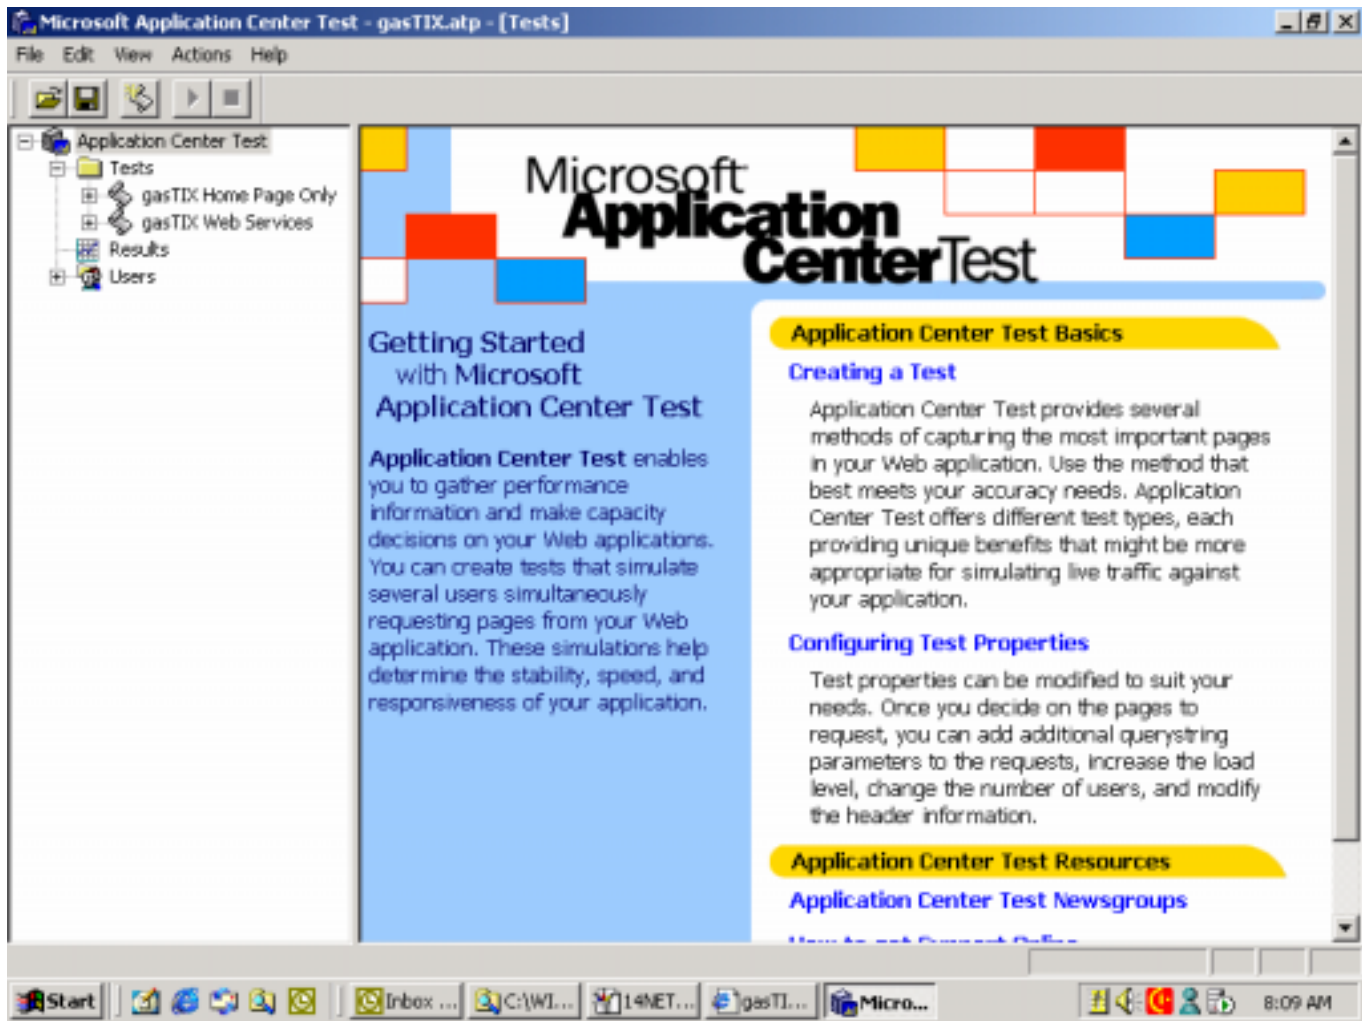 Microsoft Application Center Test - gasTIX.atp - [Tests]
File Edit View Actions Help
Application Center Test
Tests
gasTIX Home Page Only
gasTIX Web Services
Results
Users
Microsoft
Application
CenterTest
Getting Started
with Microsoft
Application Center Test
Application Center Test enables
you to gather performance
information and make capacity
decisions on your Web applications.
You can create tests that simulate
several users simultaneously
requesting pages from your Web
application. These simulations help
determine the stability, speed, and
responsiveness of your application.
Application Center Test Basics
Creating a Test
Application Center Test provides several
methods of capturing the most important pages
in your Web application. Use the method that
best meets your accuracy needs. Application
Center Test offers different test types, each
providing unique benefits that might be more
appropriate for simulating live traffic against
your application.
Configuring Test Properties
Test properties can be modified to suit your
needs. Once you decide on the pages to
request, you can add additional querystring
parameters to the requests, increase the load
level, change the number of users, and modify
the header information.
Application Center Test Resources
Application Center Test Newsgroups
How to get Support Online
Start Inbox ... C:\WI... 14NET... gasTI... Micro... 8:09 AM